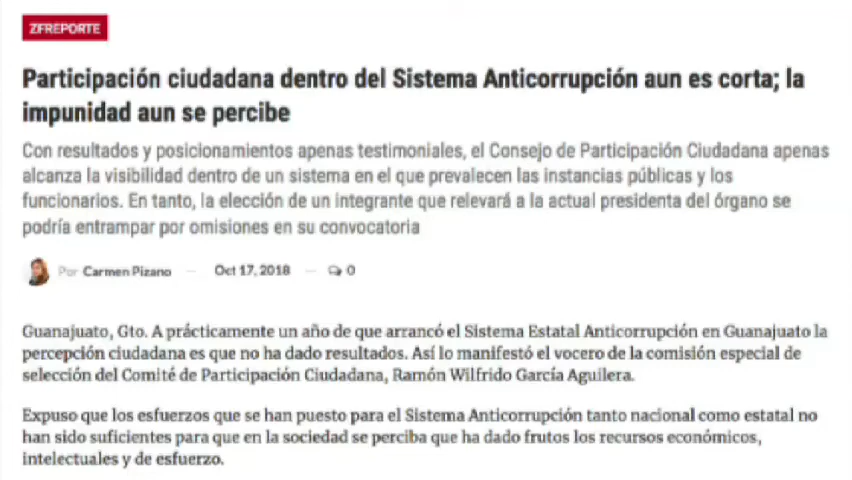 ZFREPORTE
Participación ciudadana dentro del Sistema Anticorrupción aun es corta; la
impunidad aun se percibe
Con resultados y posicionamientos apenas testimoniales, el Consejo de Participación Ciudadana apenas
alcanza la visibilidad dentro de un sistema en el que prevalecen las instancias públicas y los
funcionarios. En tanto, la elección de un integrante que relevará a la actual presidenta del órgano se
podría entrampar por omisiones en su convocatoria
Por Carmen Pizano — Oct 17, 2018 — 0
Guanajuato, Gto. A prácticamente un año de que arrancó el Sistema Estatal Anticorrupción en Guanajuato la
percepción ciudadana es que no ha dado resultados. Así lo manifestó el vocero de la comisión especial de
selección del Comité de Participación Ciudadana, Ramón Wilfrido García Aguilera.
Expuso que los esfuerzos que se han puesto para el Sistema Anticorrupción tanto nacional como estatal no
han sido suficientes para que en la sociedad se perciba que ha dado frutos los recursos económicos,
intelectuales y de esfuerzo.